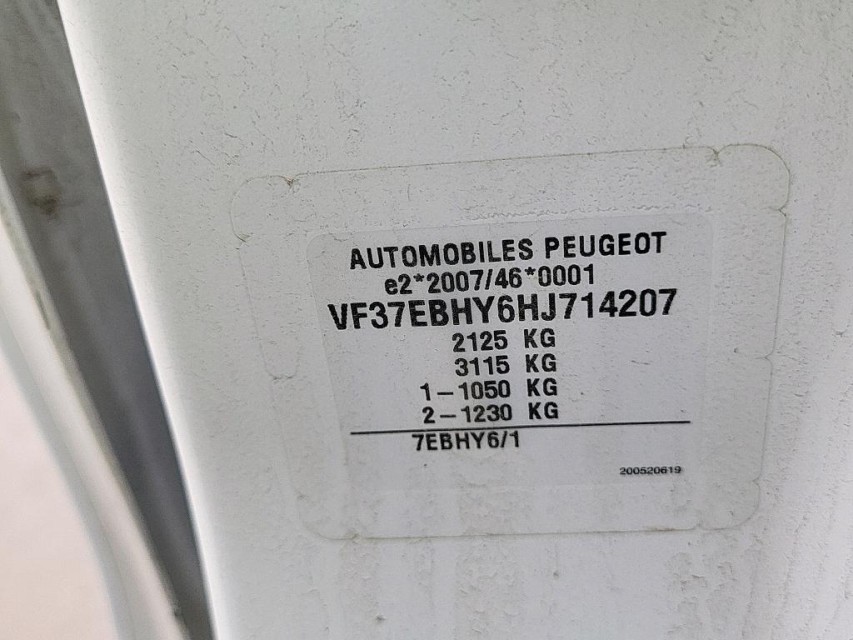 AUTOMOBILES PEUGEOT
e2*2007/46*0001
VF37EBHY6HJ714207
2125 KG
3115 KG
1-1050 KG
2-1230 KG
7EBHY6/1
200520619